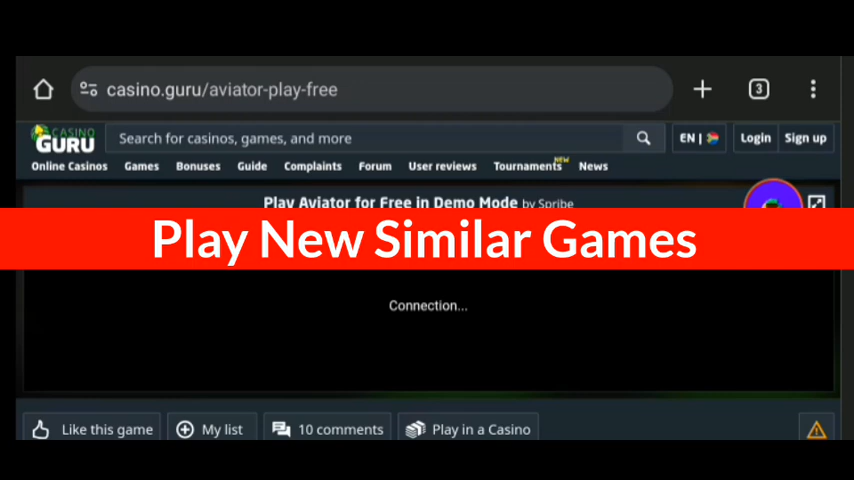 casino.guru/aviator-play-free
3
CASINO
GURU
Search for casinos, games, and more
EN |
Login
Sign up
Online Casinos
Games
Bonuses
Guide
Complaints
Forum
User reviews
Tournaments
NEW
News
Play Aviator for Free in Demo Mode by Spribe
Play New Similar Games
Connection...
Like this game
My list
10 comments
Play in a Casino